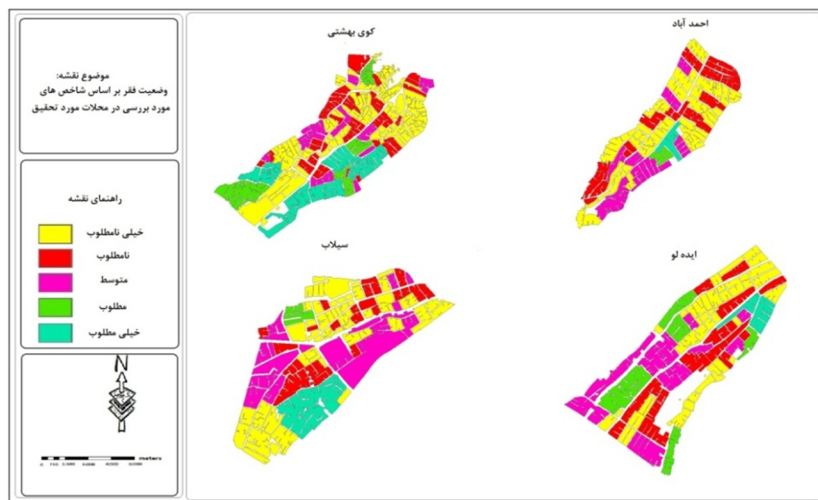 موضوع نقشه:
وضعیت فقر بر اساس شاخص های
مورد بررسی در محلات مورد تحقیق
راهنمای نقشه
خیلی نامطلوب
نامطلوب
متوسط
مطلوب
خیلی مطلوب
N
meters
کوی بهشتی
احمد آباد
سیلاب
ایده لو